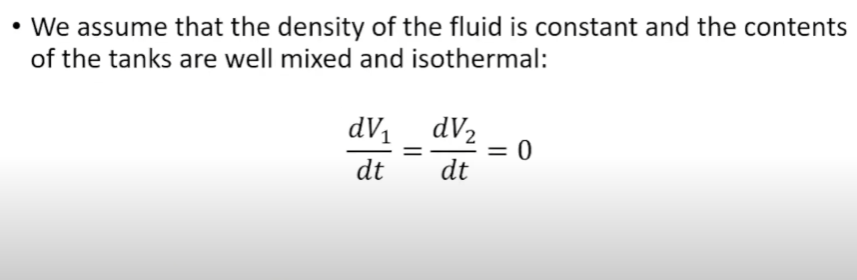 • We assume that the density of the fluid is constant and the contents
of the tanks are well mixed and isothermal:
dV₁/dt = dV₂/dt = 0